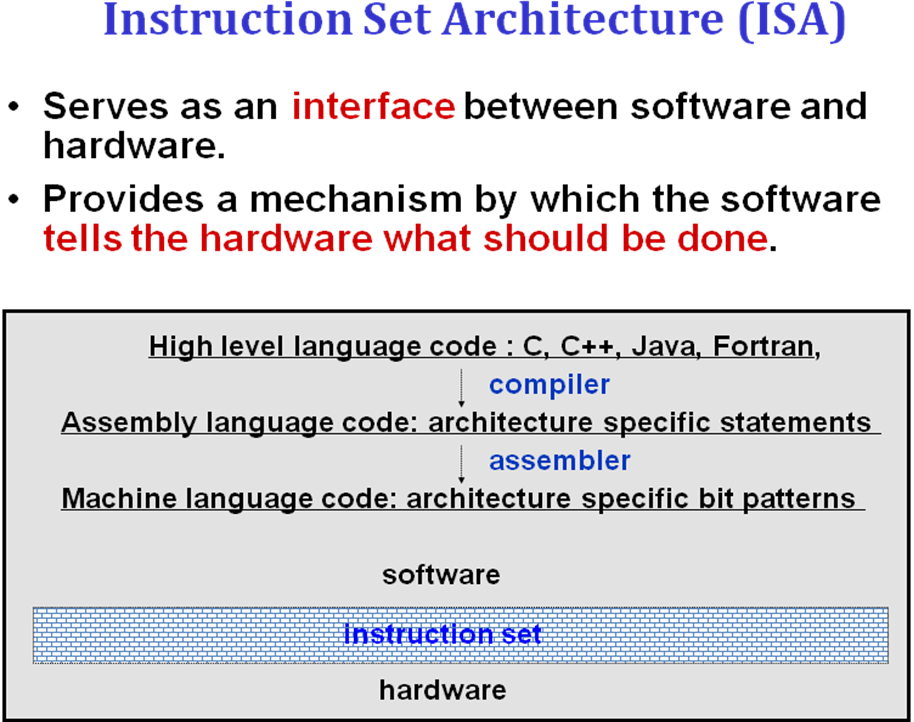 Instruction Set Architecture (ISA)
• Serves as an interface between software and
hardware.
• Provides a mechanism by which the software
tells the hardware what should be done.
High level language code : C, C++, Java, Fortran,
compiler
Assembly language code: architecture specific statements
assembler
Machine language code: architecture specific bit patterns
software
instruction set
hardware